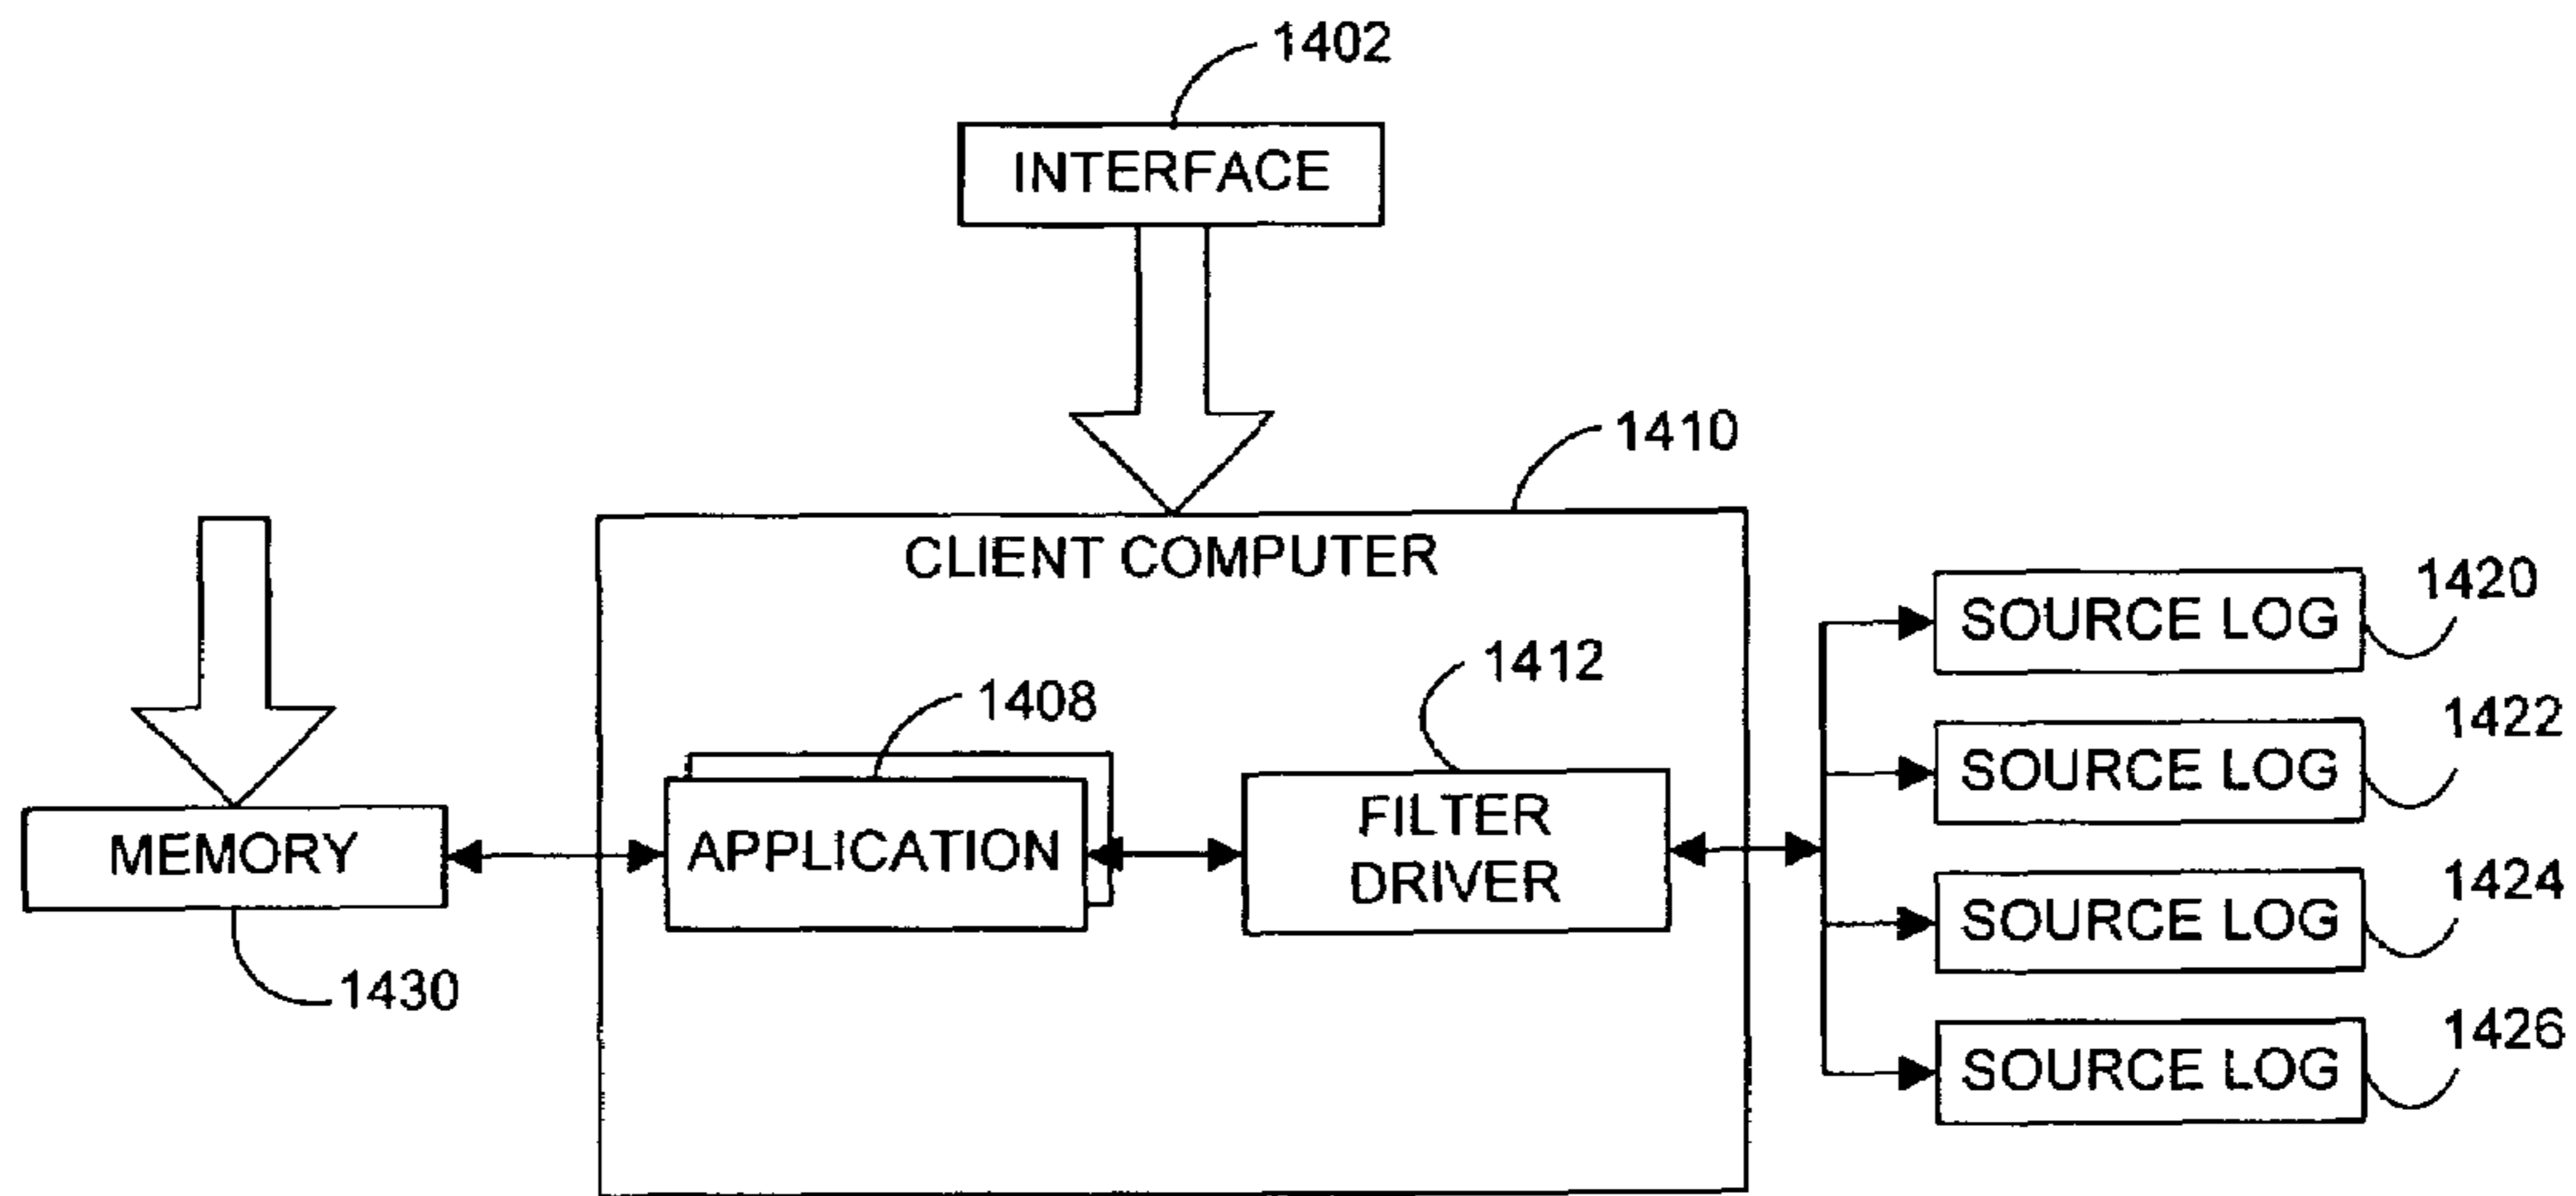 1402
INTERFACE
1410
CLIENT COMPUTER
1420
SOURCE LOG
1412
1408
1422
SOURCE LOG
FILTER
DRIVER
MEMORY
APPLICATION
1424
SOURCE LOG
1430
1426
SOURCE LOG